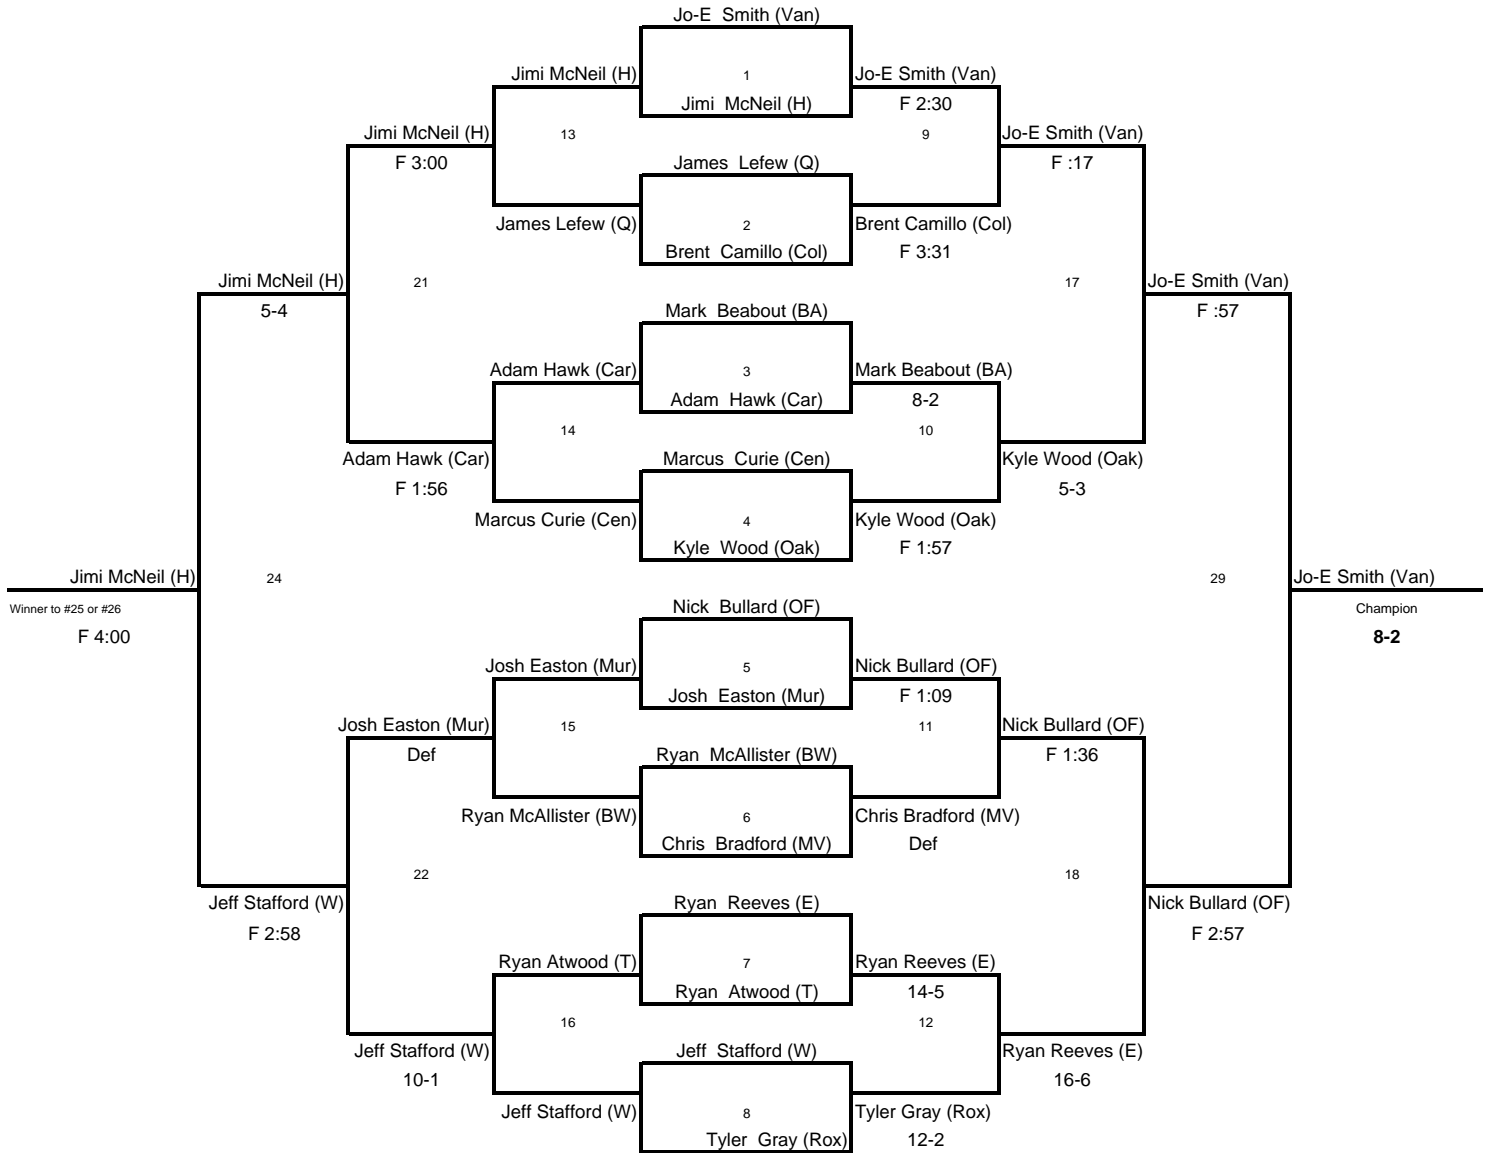 Jo-E Smith (Van)
Jimi McNeil (H)
1
Jo-E Smith (Van)
Jimi McNeil (H)
F 2:30
Jimi McNeil (H)
13
9
Jo-E Smith (Van)
F 3:00
James Lefew (Q)
F :17
James Lefew (Q)
2
Brent Camillo (Col)
Brent Camillo (Col)
F 3:31
Jimi McNeil (H)
21
17
Jo-E Smith (Van)
5-4
Mark Beabout (BA)
F :57
Adam Hawk (Car)
3
Mark Beabout (BA)
Adam Hawk (Car)
8-2
14
10
Adam Hawk (Car)
Marcus Curie (Cen)
Kyle Wood (Oak)
F 1:56
5-3
Marcus Curie (Cen)
4
Kyle Wood (Oak)
Kyle Wood (Oak)
F 1:57
Jimi McNeil (H)
24
29
Jo-E Smith (Van)
Winner to #25 or #26
Nick Bullard (OF)
Champion
F 4:00
8-2
Josh Easton (Mur)
5
Nick Bullard (OF)
Josh Easton (Mur)
F 1:09
Josh Easton (Mur)
15
11
Nick Bullard (OF)
Def
Ryan McAllister (BW)
F 1:36
Ryan McAllister (BW)
6
Chris Bradford (MV)
Chris Bradford (MV)
Def
22
18
Jeff Stafford (W)
Ryan Reeves (E)
Nick Bullard (OF)
F 2:58
F 2:57
Ryan Atwood (T)
7
Ryan Reeves (E)
Ryan Atwood (T)
14-5
16
12
Jeff Stafford (W)
Jeff Stafford (W)
Ryan Reeves (E)
10-1
16-6
Jeff Stafford (W)
8
Tyler Gray (Rox)
Tyler Gray (Rox)
12-2